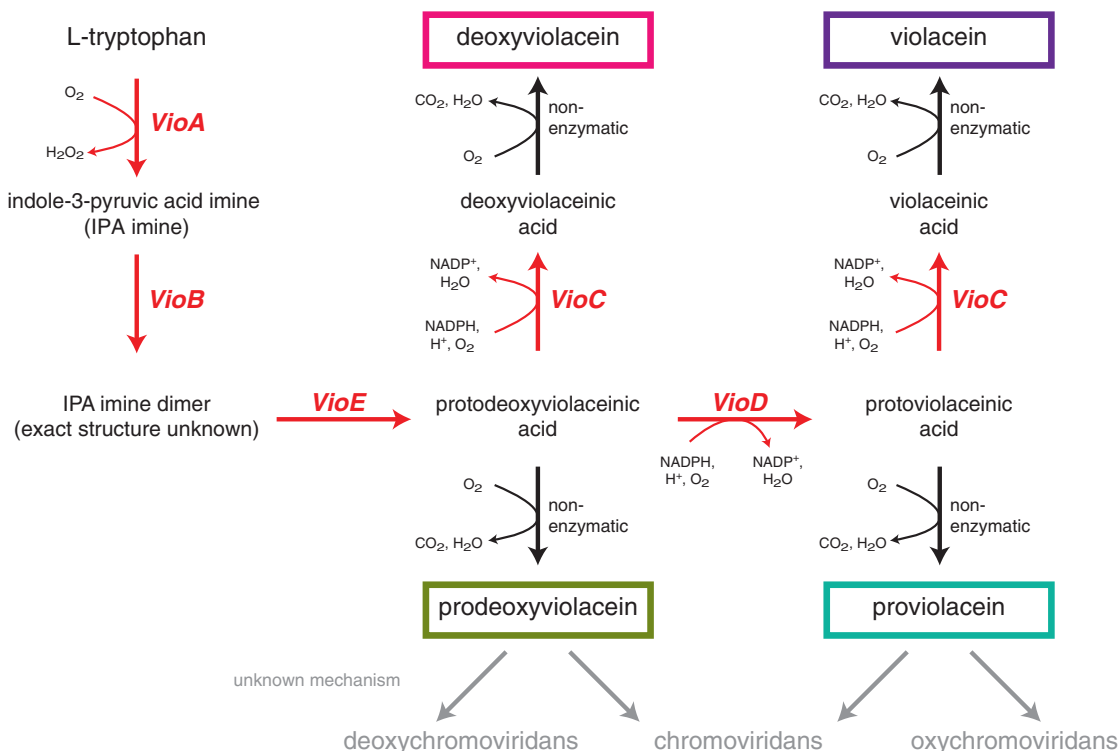 L-tryptophan
deoxyviolacein
violacein
O2
VioA
H2O2
CO2, H2O
non-
enzymatic
O2
CO2, H2O
non-
enzymatic
O2
indole-3-pyruvic acid imine
(IPA imine)
deoxyviolaceinic
acid
violaceinic
acid
VioB
NADP+,
H2O
VioC
NADPH,
H+, O2
NADP+,
H2O
VioC
NADPH,
H+, O2
IPA imine dimer
(exact structure unknown)
VioE
protodeoxyviolaceinic
acid
VioD
NADPH,
H+, O2
NADP+,
H2O
protoviolaceinic
acid
O2
non-
enzymatic
CO2, H2O
O2
non-
enzymatic
CO2, H2O
prodeoxyviolacein
proviolacein
unknown mechanism
deoxychromoviridans
chromoviridans
oxychromoviridans